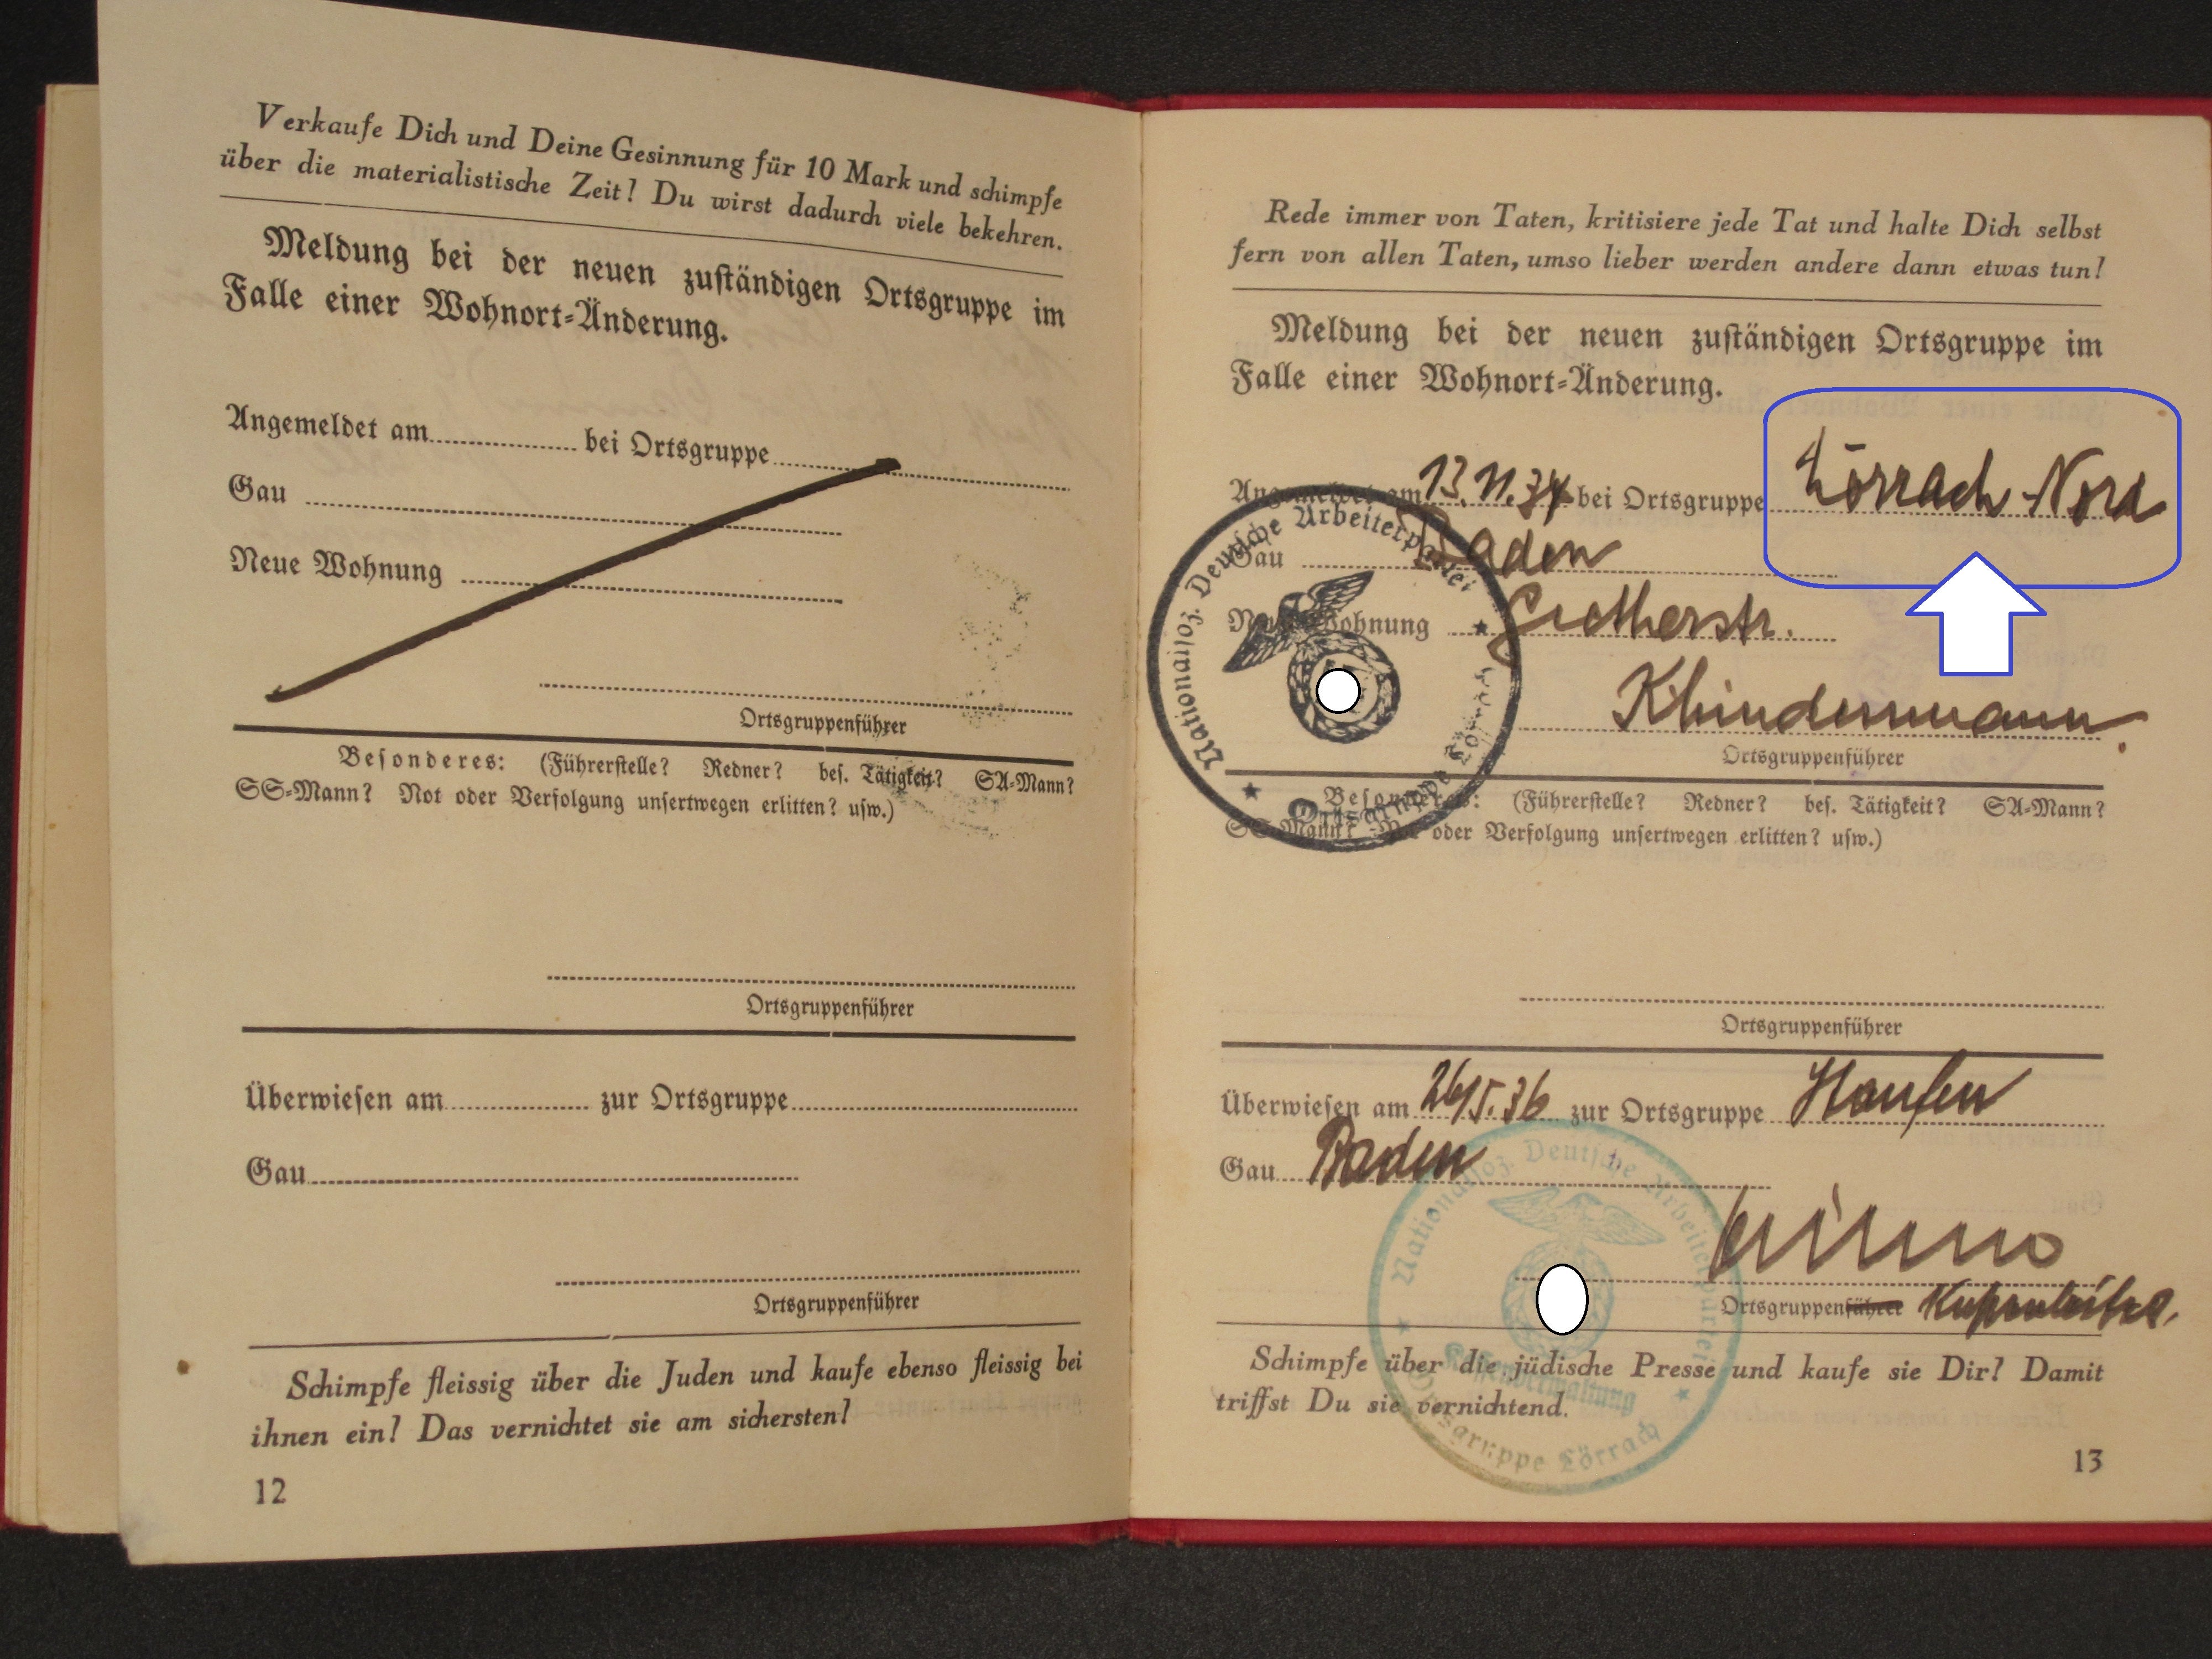 Verkaufe Dich und Deine Gesinnung für 10 Mark und schimpfe
über die materialistische Zeit! Du wirst dadurch viele bekehren.
Meldung bei der neuen zuständigen Ortsgruppe im
Falle einer Wohnort-Änderung.
Angemeldet am bei Ortsgruppe
Gau
Neue Wohnung
Ortsgruppenführer
Besonderes: (Führerstelle? Redner? bes. Tätigkeit? SA-Mann?
SS-Mann? Not oder Verfolgung unsertwegen erlitten? usw.)
Ortsgruppenführer
Überwiesen am zur Ortsgruppe
Gau
Ortsgruppenführer
Schimpfe fleissig über die Juden und kaufe ebenso fleissig bei
ihnen ein! Das vernichtet sie am sichersten!
12
Rede immer von Taten, kritisiere jede Tat und halte Dich selbst
fern von allen Taten, umso lieber werden andere dann etwas tun!
Meldung bei der neuen zuständigen Ortsgruppe im
Falle einer Wohnort-Änderung.
Angemeldet am 13.11.34 bei Ortsgruppe Lörrach-Nord
Gau Baden
Neue Wohnung
Ortsgruppenführer
Nationalsoz. Deutsche Arbeiterpartei
Ortsgruppe Lörrach
Besonderes: (Führerstelle? Redner? bes. Tätigkeit? SA-Mann?
SS-Mann? Not oder Verfolgung unsertwegen erlitten? usw.)
Ortsgruppenführer
Überwiesen am 26/5.36 zur Ortsgruppe Hausen
Gau Baden
Ortsgruppenführer
Nationalsoz. Deutsche Arbeiterpartei
Kassenverwaltung
Ortsgruppe Lörrach
Schimpfe über die jüdische Presse und kaufe sie Dir! Damit
triffst Du sie vernichtend.
13